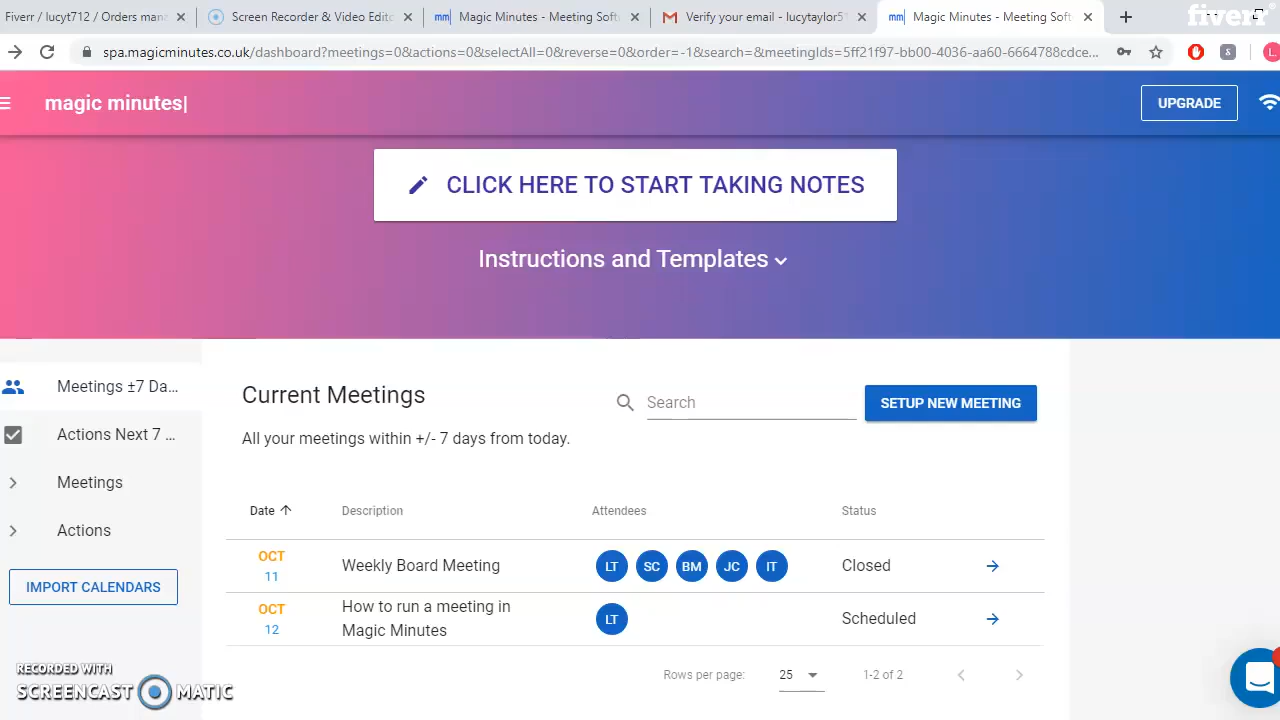 Fiverr / lucyt712 / Orders mana
Screen Recorder & Video Edito
mm Magic Minutes - Meeting Soft
Verify your email - lucytaylor51
mm Magic Minutes - Meeting Soft
fiverr
spa.magicminutes.co.uk/dashboard?meetings=0&actions=0&selectAll=0&reverse=0&order=-1&search=&meetingIds=5ff21f97-bb00-4036-aa60-6664788cdce...
magic minutes|
UPGRADE
CLICK HERE TO START TAKING NOTES
Instructions and Templates
Meetings ±7 Da...
Actions Next 7 ...
Meetings
Actions
IMPORT CALENDARS
Current Meetings
Search
SETUP NEW MEETING
All your meetings within +/- 7 days from today.
Date Description Attendees Status
OCT
11 Weekly Board Meeting LT SC BM JC IT Closed
OCT
12 How to run a meeting in
Magic Minutes LT Scheduled
Rows per page: 25 1-2 of 2
RECORDED WITH
SCREENCAST MATIC